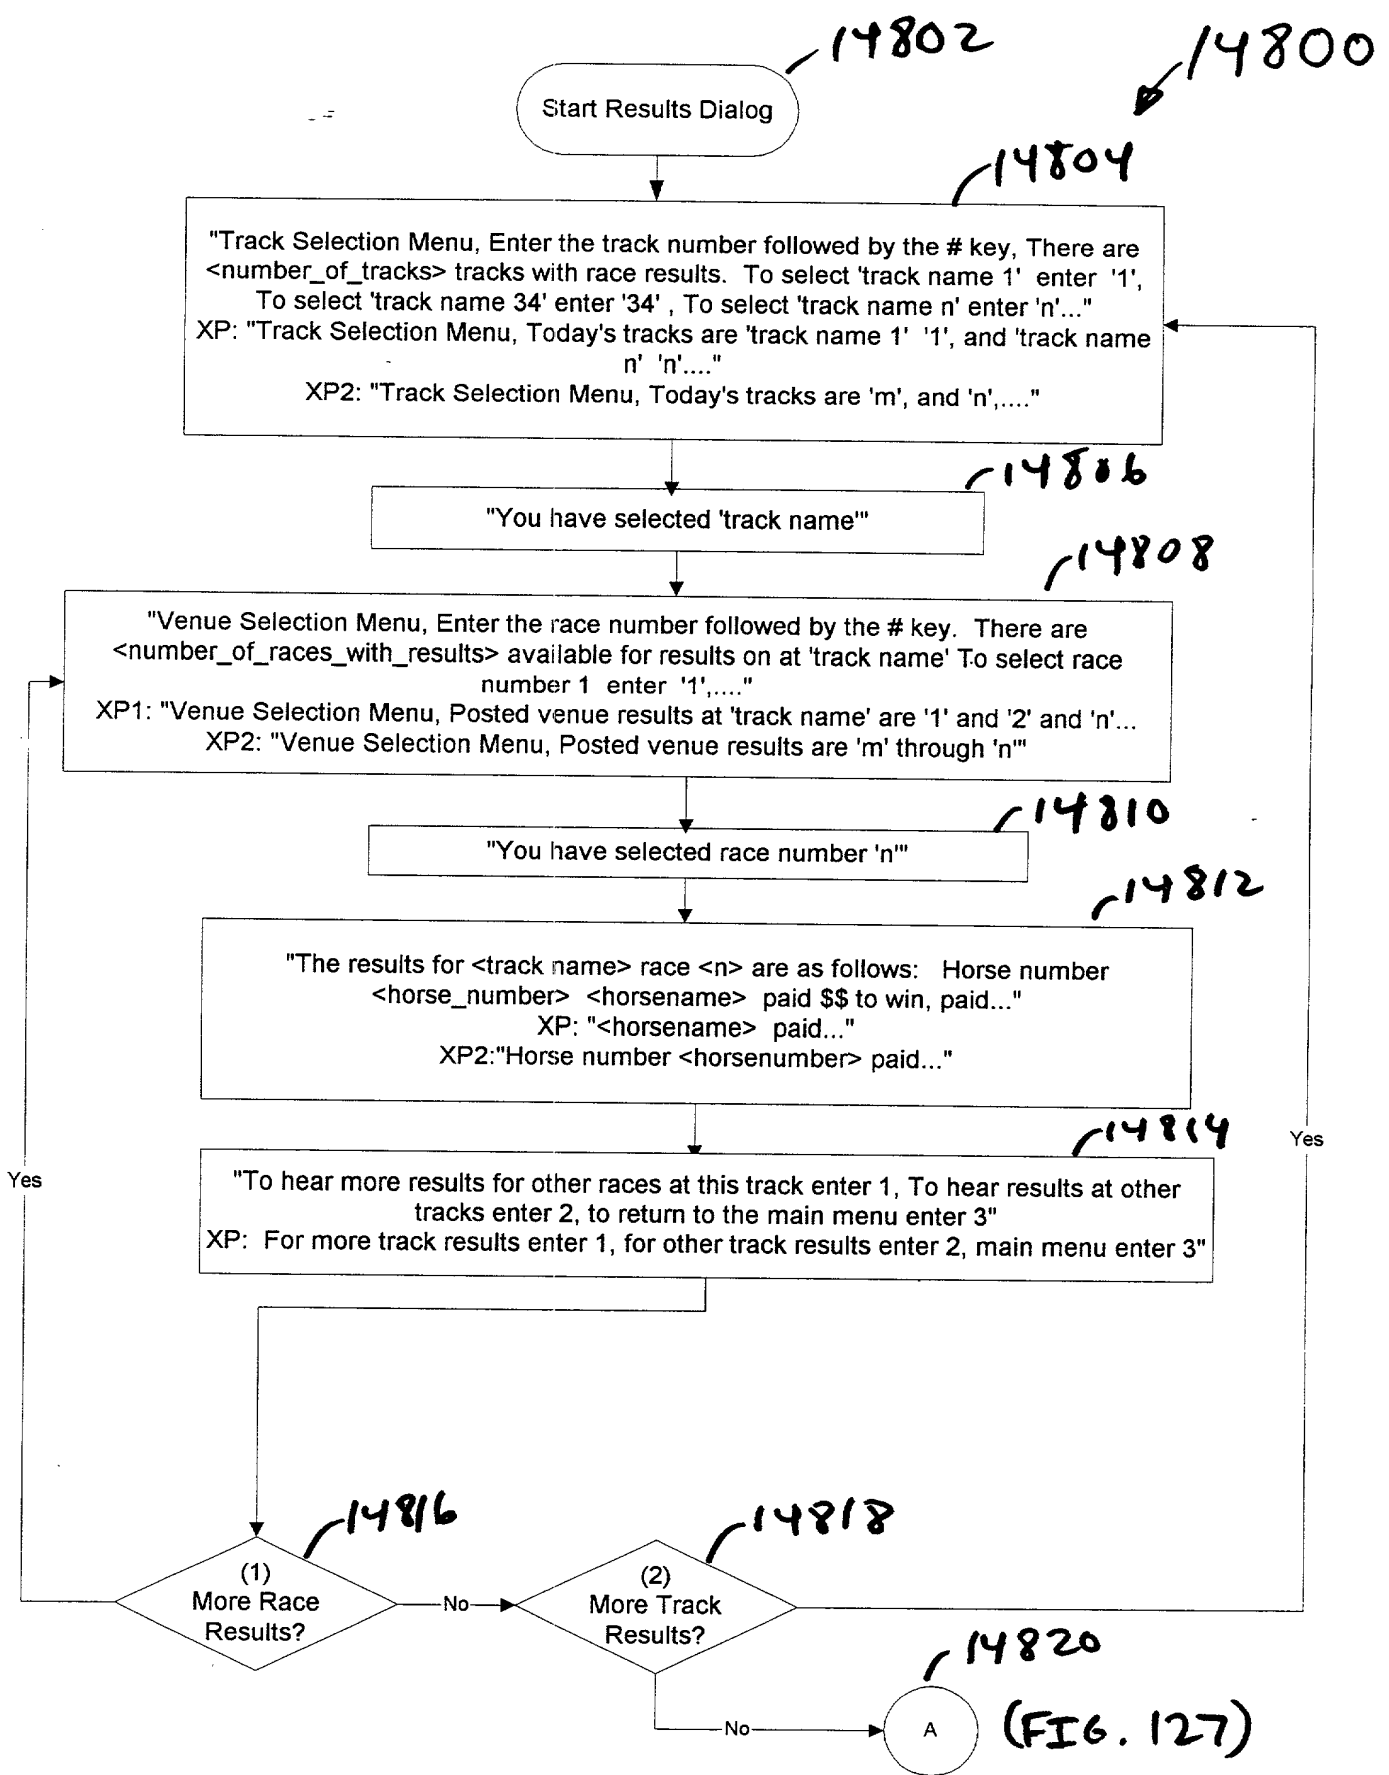 14802
14800
Start Results Dialog
14804
"Track Selection Menu, Enter the track number followed by the # key, There are
<number_of_tracks> tracks with race results.  To select 'track name 1'  enter  '1',
To select 'track name 34' enter '34' , To select 'track name n' enter 'n'..."
XP: "Track Selection Menu, Today's tracks are 'track name 1'  '1', and 'track name
n'  'n'...."
XP2: "Track Selection Menu, Today's tracks are 'm', and 'n',...."
14806
"You have selected 'track name'"
14808
"Venue Selection Menu, Enter the race number followed by the # key.  There are
<number_of_races_with_results> available for results on at 'track name' To select race
number 1  enter  '1',...."
XP1: "Venue Selection Menu, Posted venue results at 'track name' are '1' and '2' and 'n'...
XP2: "Venue Selection Menu, Posted venue results are 'm' through 'n'"
14810
"You have selected race number 'n'"
14812
"The results for <track name> race <n> are as follows:   Horse number
<horse_number>  <horsename>  paid $$ to win, paid..."
XP: "<horsename>  paid..."
XP2:"Horse number <horsenumber> paid..."
14814
Yes
Yes
"To hear more results for other races at this track enter 1, To hear results at other
tracks enter 2, to return to the main menu enter 3"
XP:  For more track results enter 1, for other track results enter 2, main menu enter 3"
14816
14818
(1)
More Race
Results?
No
(2)
More Track
Results?
14820
No
A
(FIG. 127)